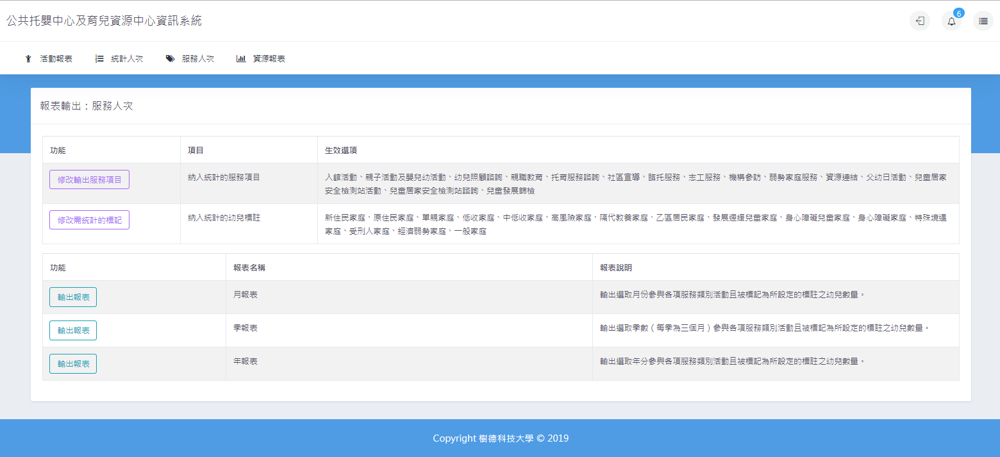 公共托嬰中心及育兒資源中心資訊系統
6
活動報表 統計人次 服務人次 資源報表
報表輸出：服務人次
功能 項目 生效選項
修改輸出服務項目 納入統計的服務項目 入館活動、親子活動及嬰兒幼活動、幼兒照顧諮詢、親職教育、托育服務諮詢、社區宣導、臨托服務、志工服務、機構參訪、弱勢家庭服務、資源連結、父幼日活動、兒童居家
安全檢測站活動、兒童居家安全檢測站諮詢、兒童發展篩檢
修改需統計的標記 納入統計的幼兒標註 新住民家庭、原住民家庭、單親家庭、低收家庭、中低收家庭、高風險家庭、隔代教養家庭、乙區居民家庭、發展遲緩兒童家庭、身心障礙兒童家庭、身心障礙家庭、特殊境遇
家庭、受刑人家庭、經濟弱勢家庭、一般家庭
功能 報表名稱 報表說明
輸出報表 月報表 輸出選取月份參與各項服務類別活動且被標記為所設定的標註之幼兒數量。
輸出報表 季報表 輸出選取季數（每季為三個月）參與各項服務類別活動且被標記為所設定的標註之幼兒數量。
輸出報表 年報表 輸出選取年分參與各項服務類別活動且被標記為所設定的標註之幼兒數量。
Copyright 樹德科技大學 © 2019